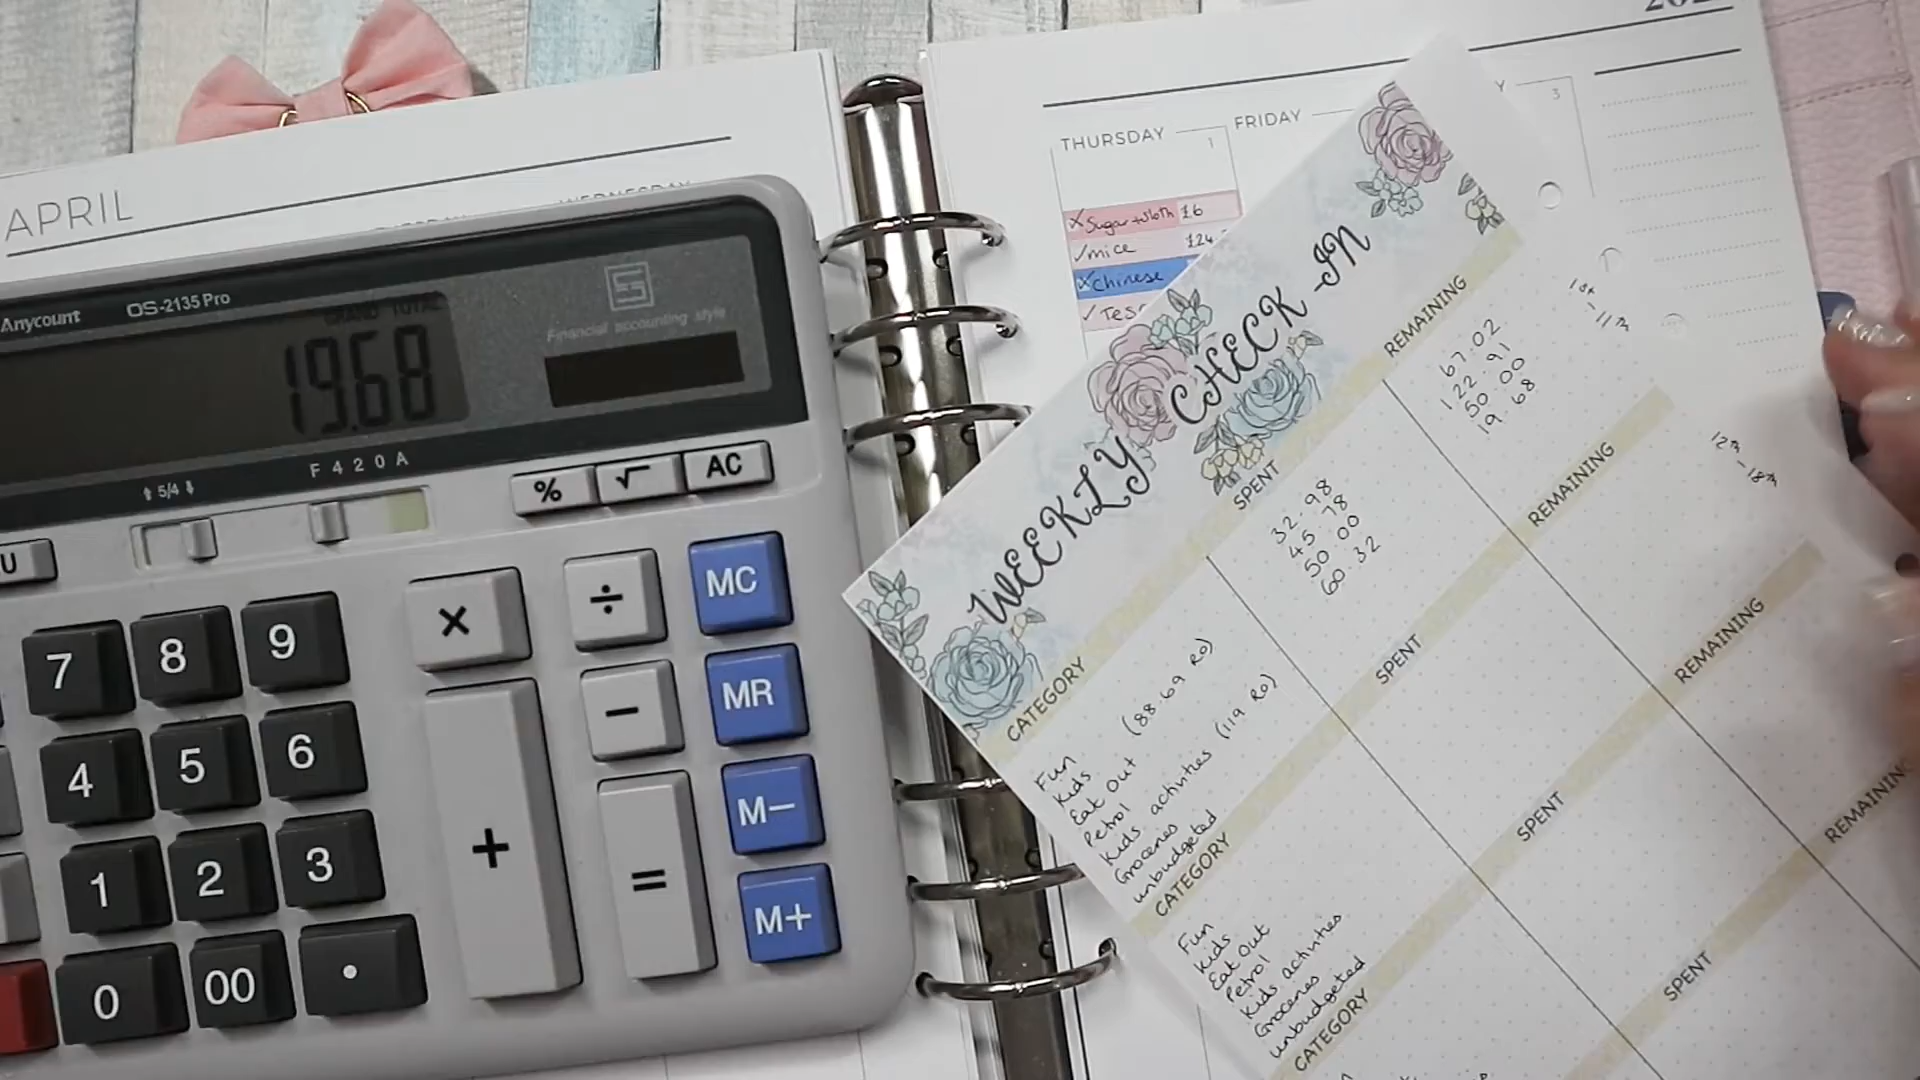 APRIL
THURSDAY 1
FRIDAY
3
x Sugar + sloth £6
✓ mice £24.
x chinese
Anycount OS-2135 Pro
GRAND TOTAL
19.68
Financial accounting style
5/4
F 4 2 0 A
% √ AC
U
7 8 9 × ÷ MC
4 5 6 − MR
1 2 3 + = M−
0 00 • M+
WEEKLY CHECK-IN
CATEGORY SPENT REMAINING
1st - 11th
Fun 32.98 67.02
Kids 45.78 122.91
Eat Out (88.69 RO) 50.00 50.00
Petrol 60.32 19.68
Kids activities (119 RO)
Groceries
unbudgeted
CATEGORY SPENT REMAINING
12th - 18th
Fun
Kids
Eat Out
Petrol
Kids activities
Groceries
unbudgeted
CATEGORY SPENT REMAINING
SPENT REMAINING